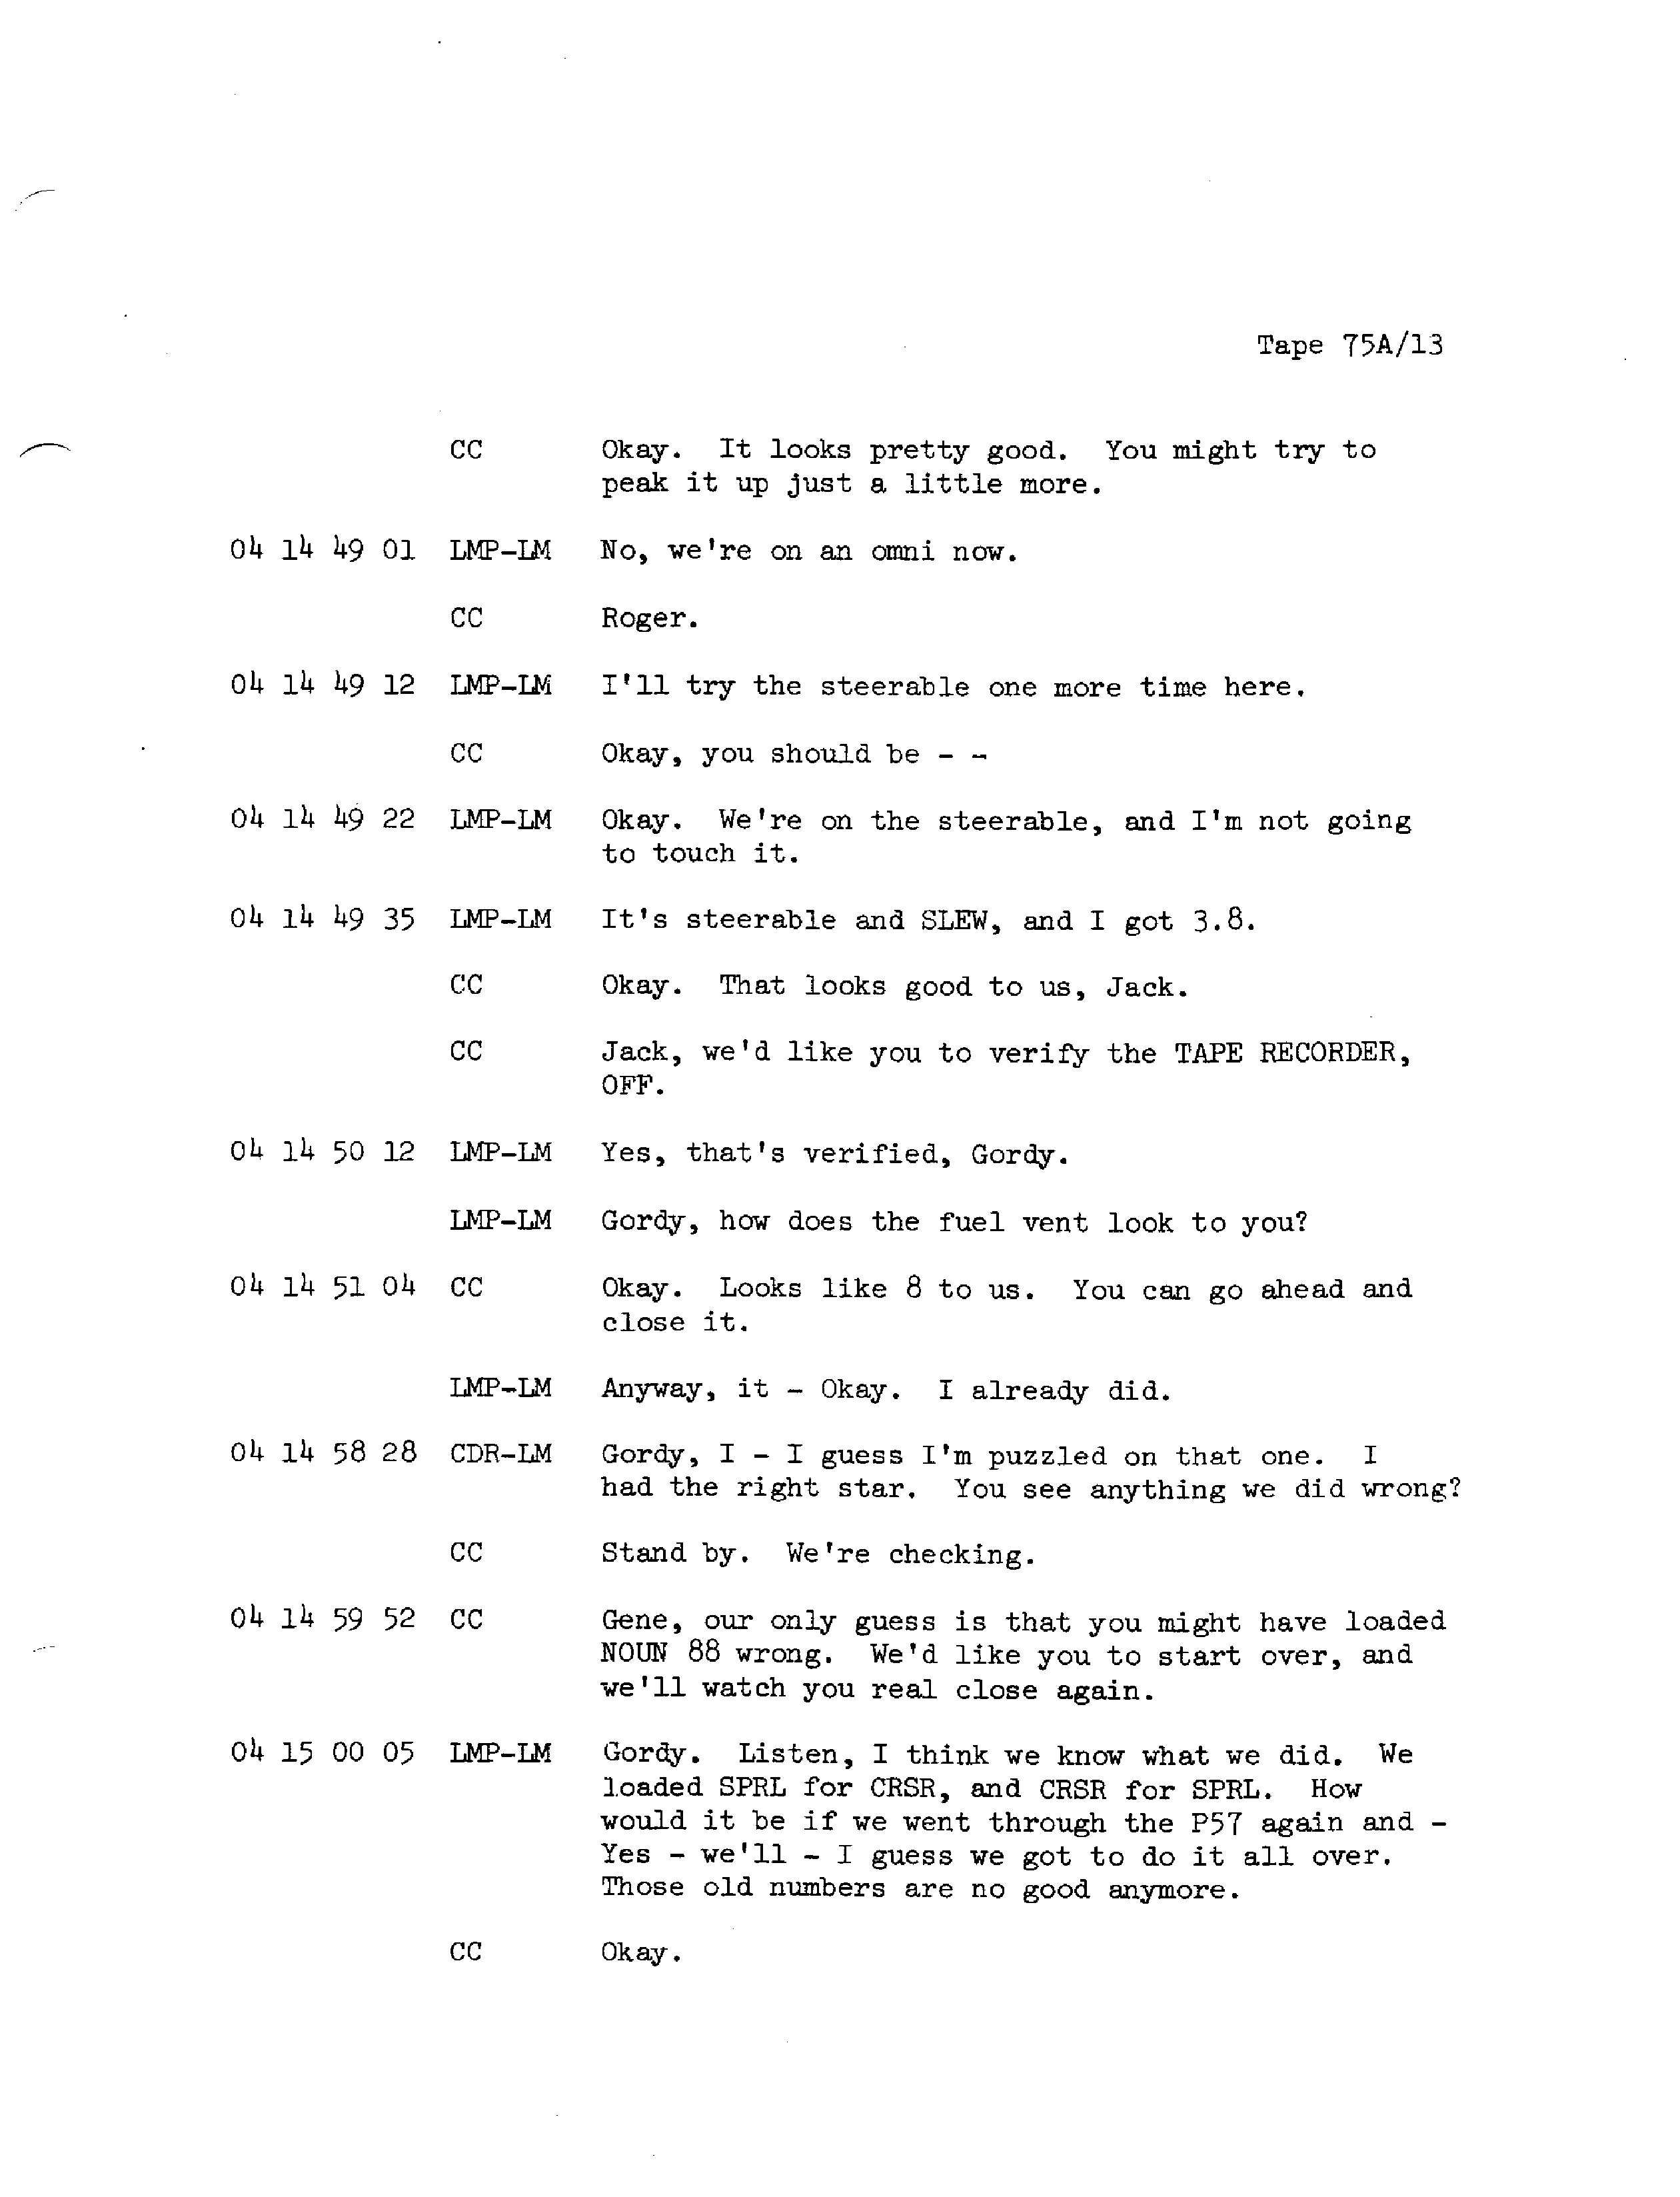 Tape 75A/13
CC Okay. It looks pretty good. You might try to
peak it up just a little more.
04 14 49 01 LMP-LM No, we're on an omni now.
CC Roger.
04 14 49 12 LMP-LM I'll try the steerable one more time here.
CC Okay, you should be - -
04 14 49 22 LMP-LM Okay. We're on the steerable, and I'm not going
to touch it.
04 14 49 35 LMP-LM It's steerable and SLEW, and I got 3.8.
CC Okay. That looks good to us, Jack.
CC Jack, we'd like you to verify the TAPE RECORDER,
OFF.
04 14 50 12 LMP-LM Yes, that's verified, Gordy.
LMP-LM Gordy, how does the fuel vent look to you?
04 14 51 04 CC Okay. Looks like 8 to us. You can go ahead and
close it.
LMP-LM Anyway, it - Okay. I already did.
04 14 58 28 CDR-LM Gordy, I - I guess I'm puzzled on that one. I
had the right star. You see anything we did wrong?
CC Stand by. We're checking.
04 14 59 52 CC Gene, our only guess is that you might have loaded
NOUN 88 wrong. We'd like you to start over, and
we'll watch you real close again.
04 15 00 05 LMP-LM Gordy. Listen, I think we know what we did. We
loaded SPRL for CRSR, and CRSR for SPRL. How
would it be if we went through the P57 again and -
Yes - we'll - I guess we got to do it all over.
Those old numbers are no good anymore.
CC Okay.